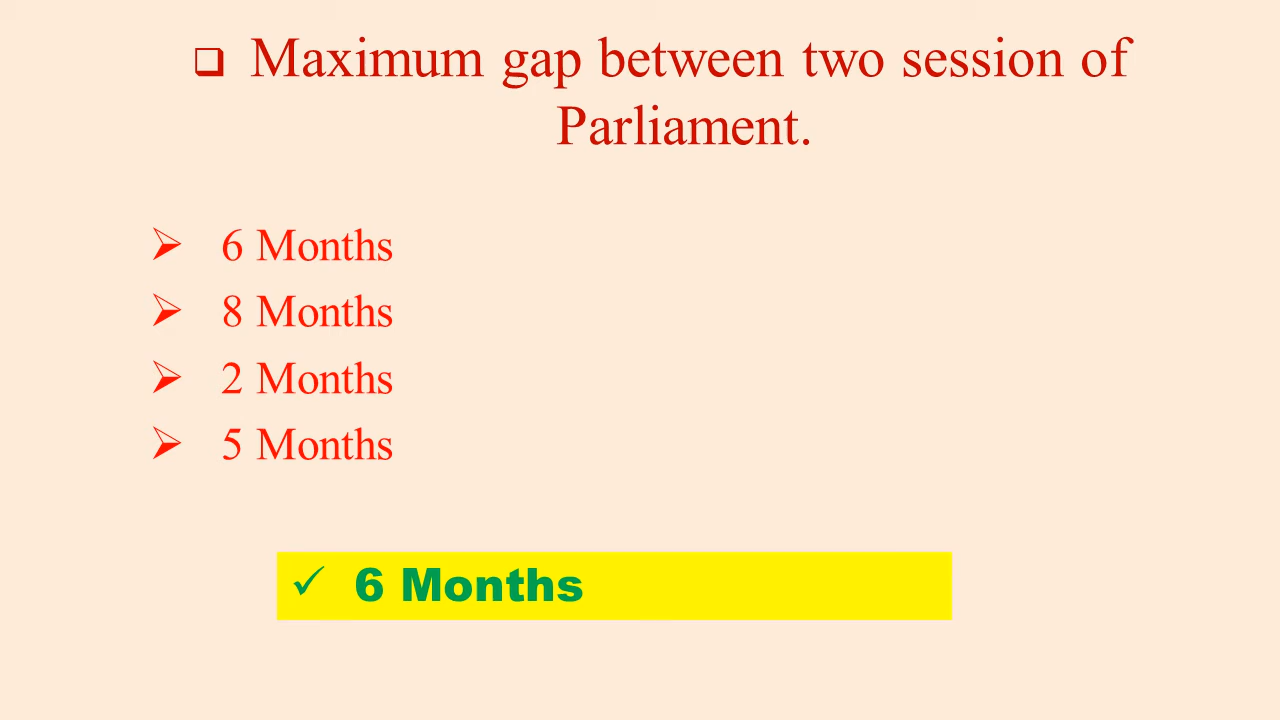 ❑ Maximum gap between two session of
Parliament.
➢ 6 Months
➢ 8 Months
➢ 2 Months
➢ 5 Months
✓ 6 Months